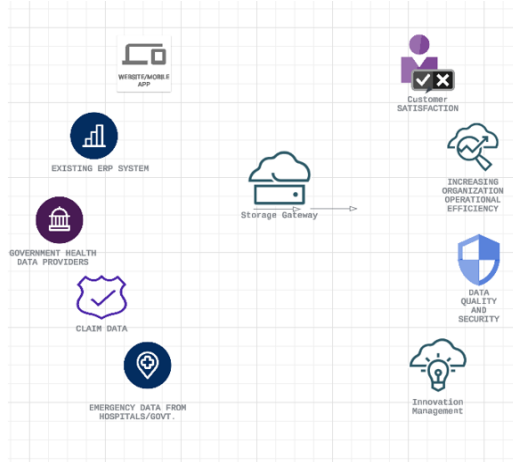 WEBSITE/MOBILE
APP
Customer
SATISFACTION
EXISTING ERP SYSTEM
INCREASING
ORGANIZATION
OPERATIONAL
EFFICIENCY
Storage Gateway
GOVERNMENT HEALTH
DATA PROVIDERS
DATA
QUALITY
AND
SECURITY
CLAIM DATA
EMERGENCY DATA FROM
HOSPITALS/GOVT.
Innovation
Management